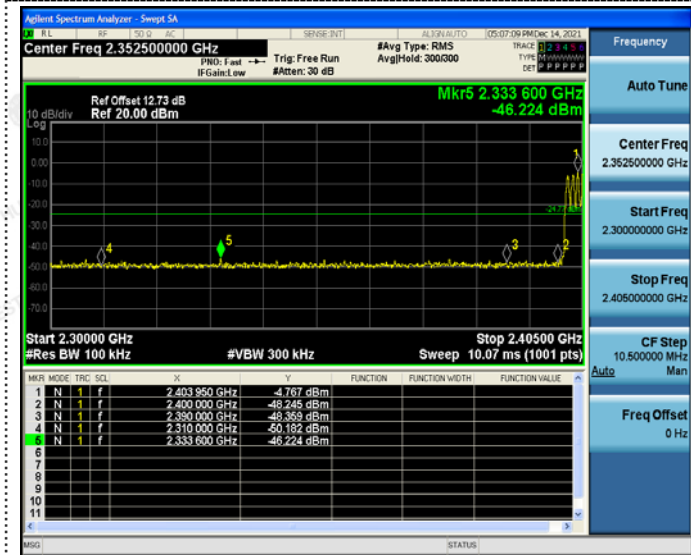 Agilent Spectrum Analyzer - Swept SA
RL RF 50 Ω AC SENSE:INT ALIGNAUTO 05:07:09 PM Dec 14, 2021
Center Freq 2.352500000 GHz
#Avg Type: RMS
TRACE 1 2 3 4 5 6
PNO: Fast Trig: Free Run Avg|Hold: 300/300
TYPE M
IFGain:Low #Atten: 30 dB
DET P P P P P P
Mkr5 2.333 600 GHz
-46.224 dBm
Ref Offset 12.73 dB
10 dB/div Ref 20.00 dBm
Log
10.0
0.00
-10.0
-20.0
-30.0
-40.0
-50.0
-60.0
-70.0
1
4
5
3
2
Start 2.30000 GHz Stop 2.40500 GHz
#Res BW 100 kHz #VBW 300 kHz Sweep 10.07 ms (1001 pts)
MKR MODE TRC SCL X Y FUNCTION FUNCTION WIDTH FUNCTION VALUE
1 N 1 f 2.403 950 GHz -4.767 dBm
2 N 1 f 2.400 000 GHz -48.245 dBm
3 N 1 f 2.390 000 GHz -48.359 dBm
4 N 1 f 2.310 000 GHz -50.182 dBm
5 N 1 f 2.333 600 GHz -46.224 dBm
6
7
8
9
10
11
MSG STATUS
Frequency
Auto Tune
Center Freq
2.352500000 GHz
Start Freq
2.300000000 GHz
Stop Freq
2.405000000 GHz
CF Step
10.500000 MHz
Auto Man
Freq Offset
0 Hz